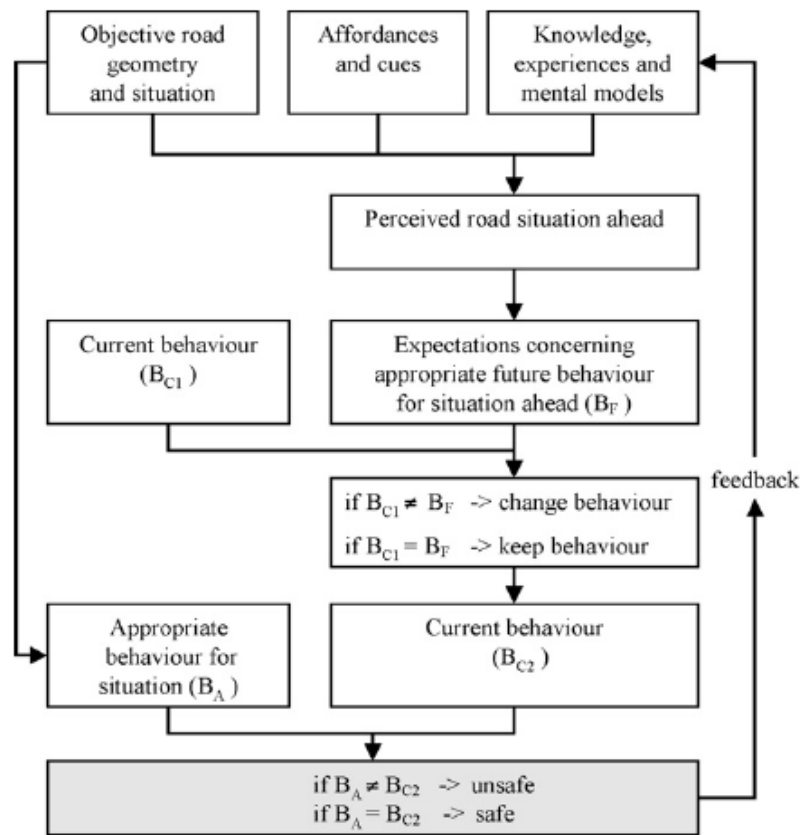 Objective road
geometry
and situation
Affordances
and cues
Knowledge,
experiences and
mental models
Perceived road situation ahead
Current behaviour
(B_C1)
Expectations concerning
appropriate future behaviour
for situation ahead (B_F)
if B_C1 ≠ B_F -> change behaviour
if B_C1 = B_F -> keep behaviour
feedback
Appropriate
behaviour for
situation (B_A)
Current behaviour
(B_C2)
if B_A ≠ B_C2 -> unsafe
if B_A = B_C2 -> safe